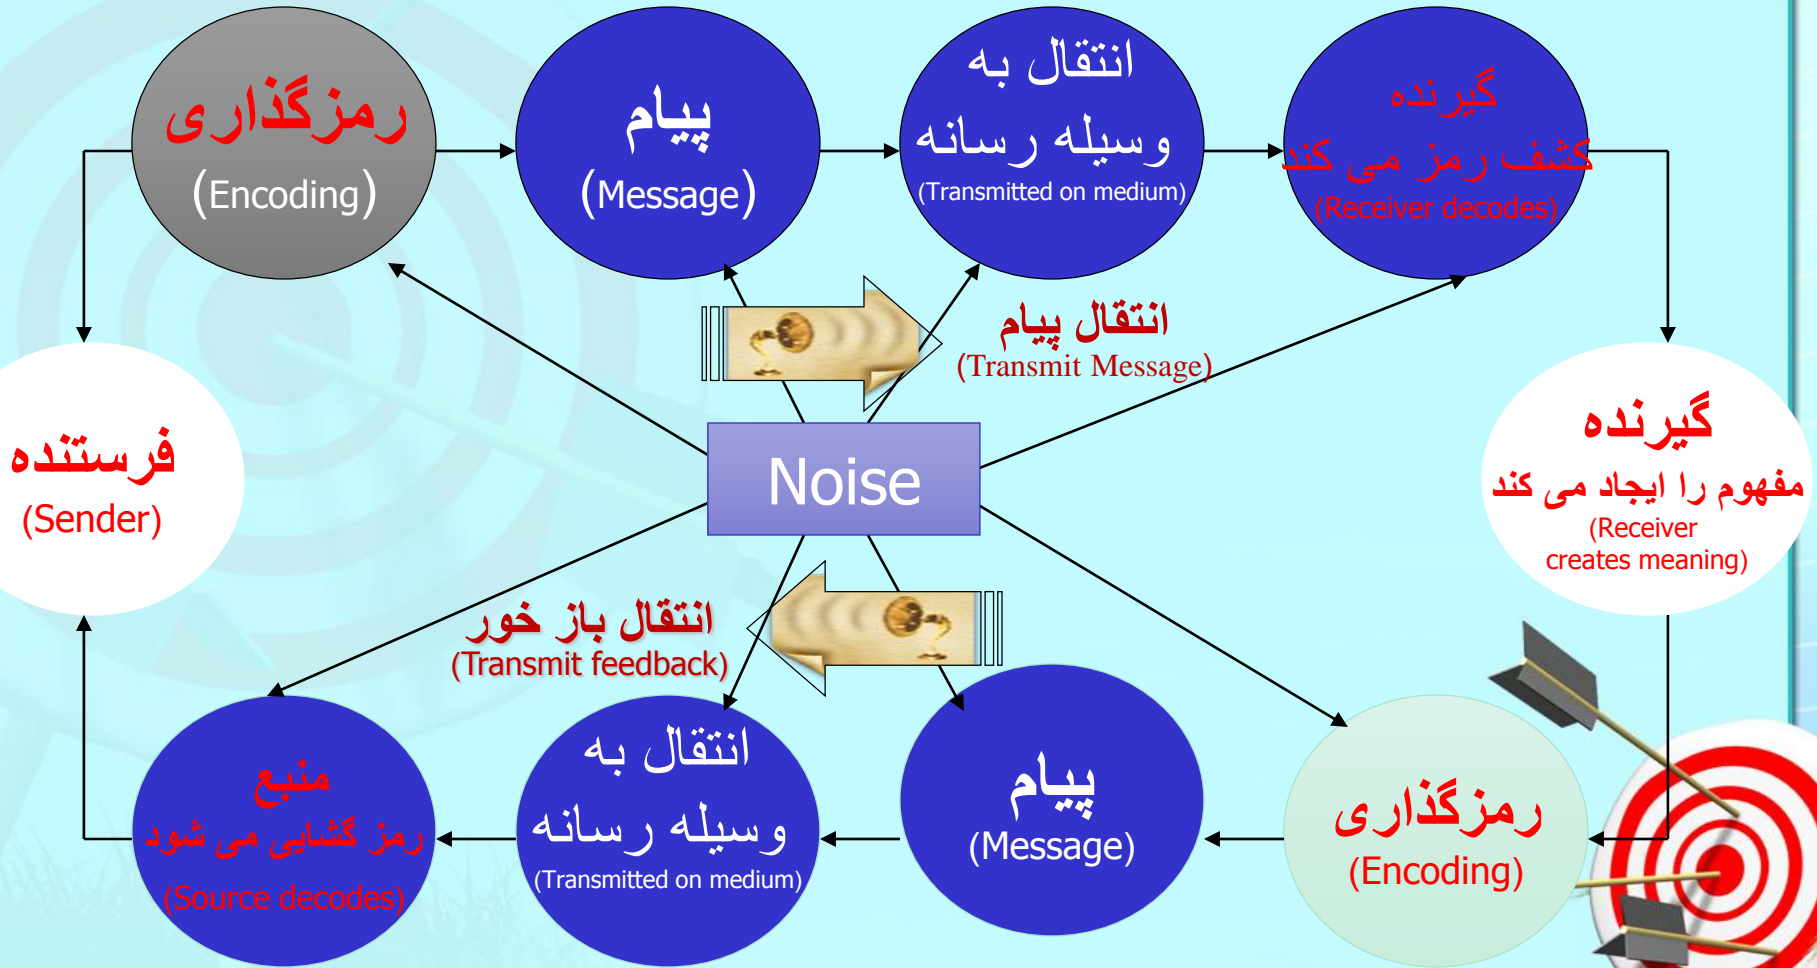 رمزگذاری
(Encoding)
پیام
(Message)
انتقال به
وسیله رسانه
(Transmitted on medium)
گیرنده
کشف رمز می کند
(Receiver decodes)
انتقال پیام
(Transmit Message)
فرستنده
(Sender)
Noise
گیرنده
مفهوم را ایجاد می کند
(Receiver
creates meaning)
انتقال باز خور
(Transmit feedback)
منبع
رمز گشایی می شود
(Source decodes)
انتقال به
وسیله رسانه
(Transmitted on medium)
پیام
(Message)
رمزگذاری
(Encoding)